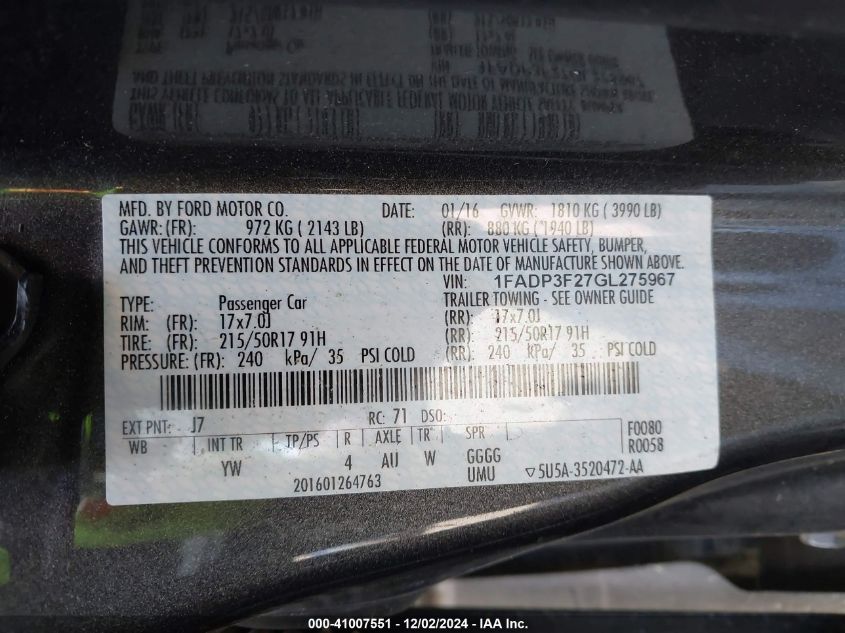 MFD. BY FORD MOTOR CO. DATE: 01/16 GVWR: 1810 KG ( 3990 LB)
GAWR:(FR): 972 KG ( 2143 LB) (RR): 880 KG ( 1940 LB)
THIS VEHICLE CONFORMS TO ALL APPLICABLE FEDERAL MOTOR VEHICLE SAFETY, BUMPER,
AND THEFT PREVENTION STANDARDS IN EFFECT ON THE DATE OF MANUFACTURE SHOWN ABOVE.
VIN: 1FADP3F27GL275967
TYPE: Passenger Car TRAILER TOWING - SEE OWNER GUIDE
RIM: (FR): 17x7.0J (RR): 17x7.0J
TIRE: (FR): 215/50R17 91H (RR): 215/50R17 91H
PRESSURE: (FR): 240 kPa/ 35 PSI COLD (RR): 240 kPa/ 35 PSI COLD
EXT PNT: J7 RC: 71 DSO: F0080
WB INT TR TP/PS R AXLE TR SPR R0058
YW 4 AU W GGGG
201601264763 UMU ▽5U5A-3520472-AA
000-41007551 - 12/02/2024 - IAA Inc.